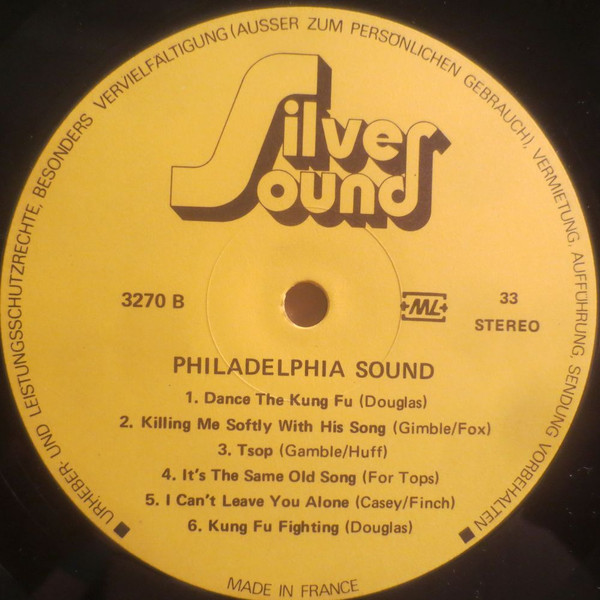 Silver
Sound
URHEBER- UND LEISTUNGSSCHUTZRECHTE, BESONDERS VERVIELFÄLTIGUNG (AUSSER ZUM PERSÖNLICHEN GEBRAUCH), VERMIETUNG, AUFFÜHRUNG, SENDUNG VORBEHALTEN
3270 B
ML
33
STEREO
PHILADELPHIA SOUND
1. Dance The Kung Fu (Douglas)
2. Killing Me Softly With His Song (Gimble/Fox)
3. Tsop (Gamble/Huff)
4. It's The Same Old Song (For Tops)
5. I Can't Leave You Alone (Casey/Finch)
6. Kung Fu Fighting (Douglas)
MADE IN FRANCE